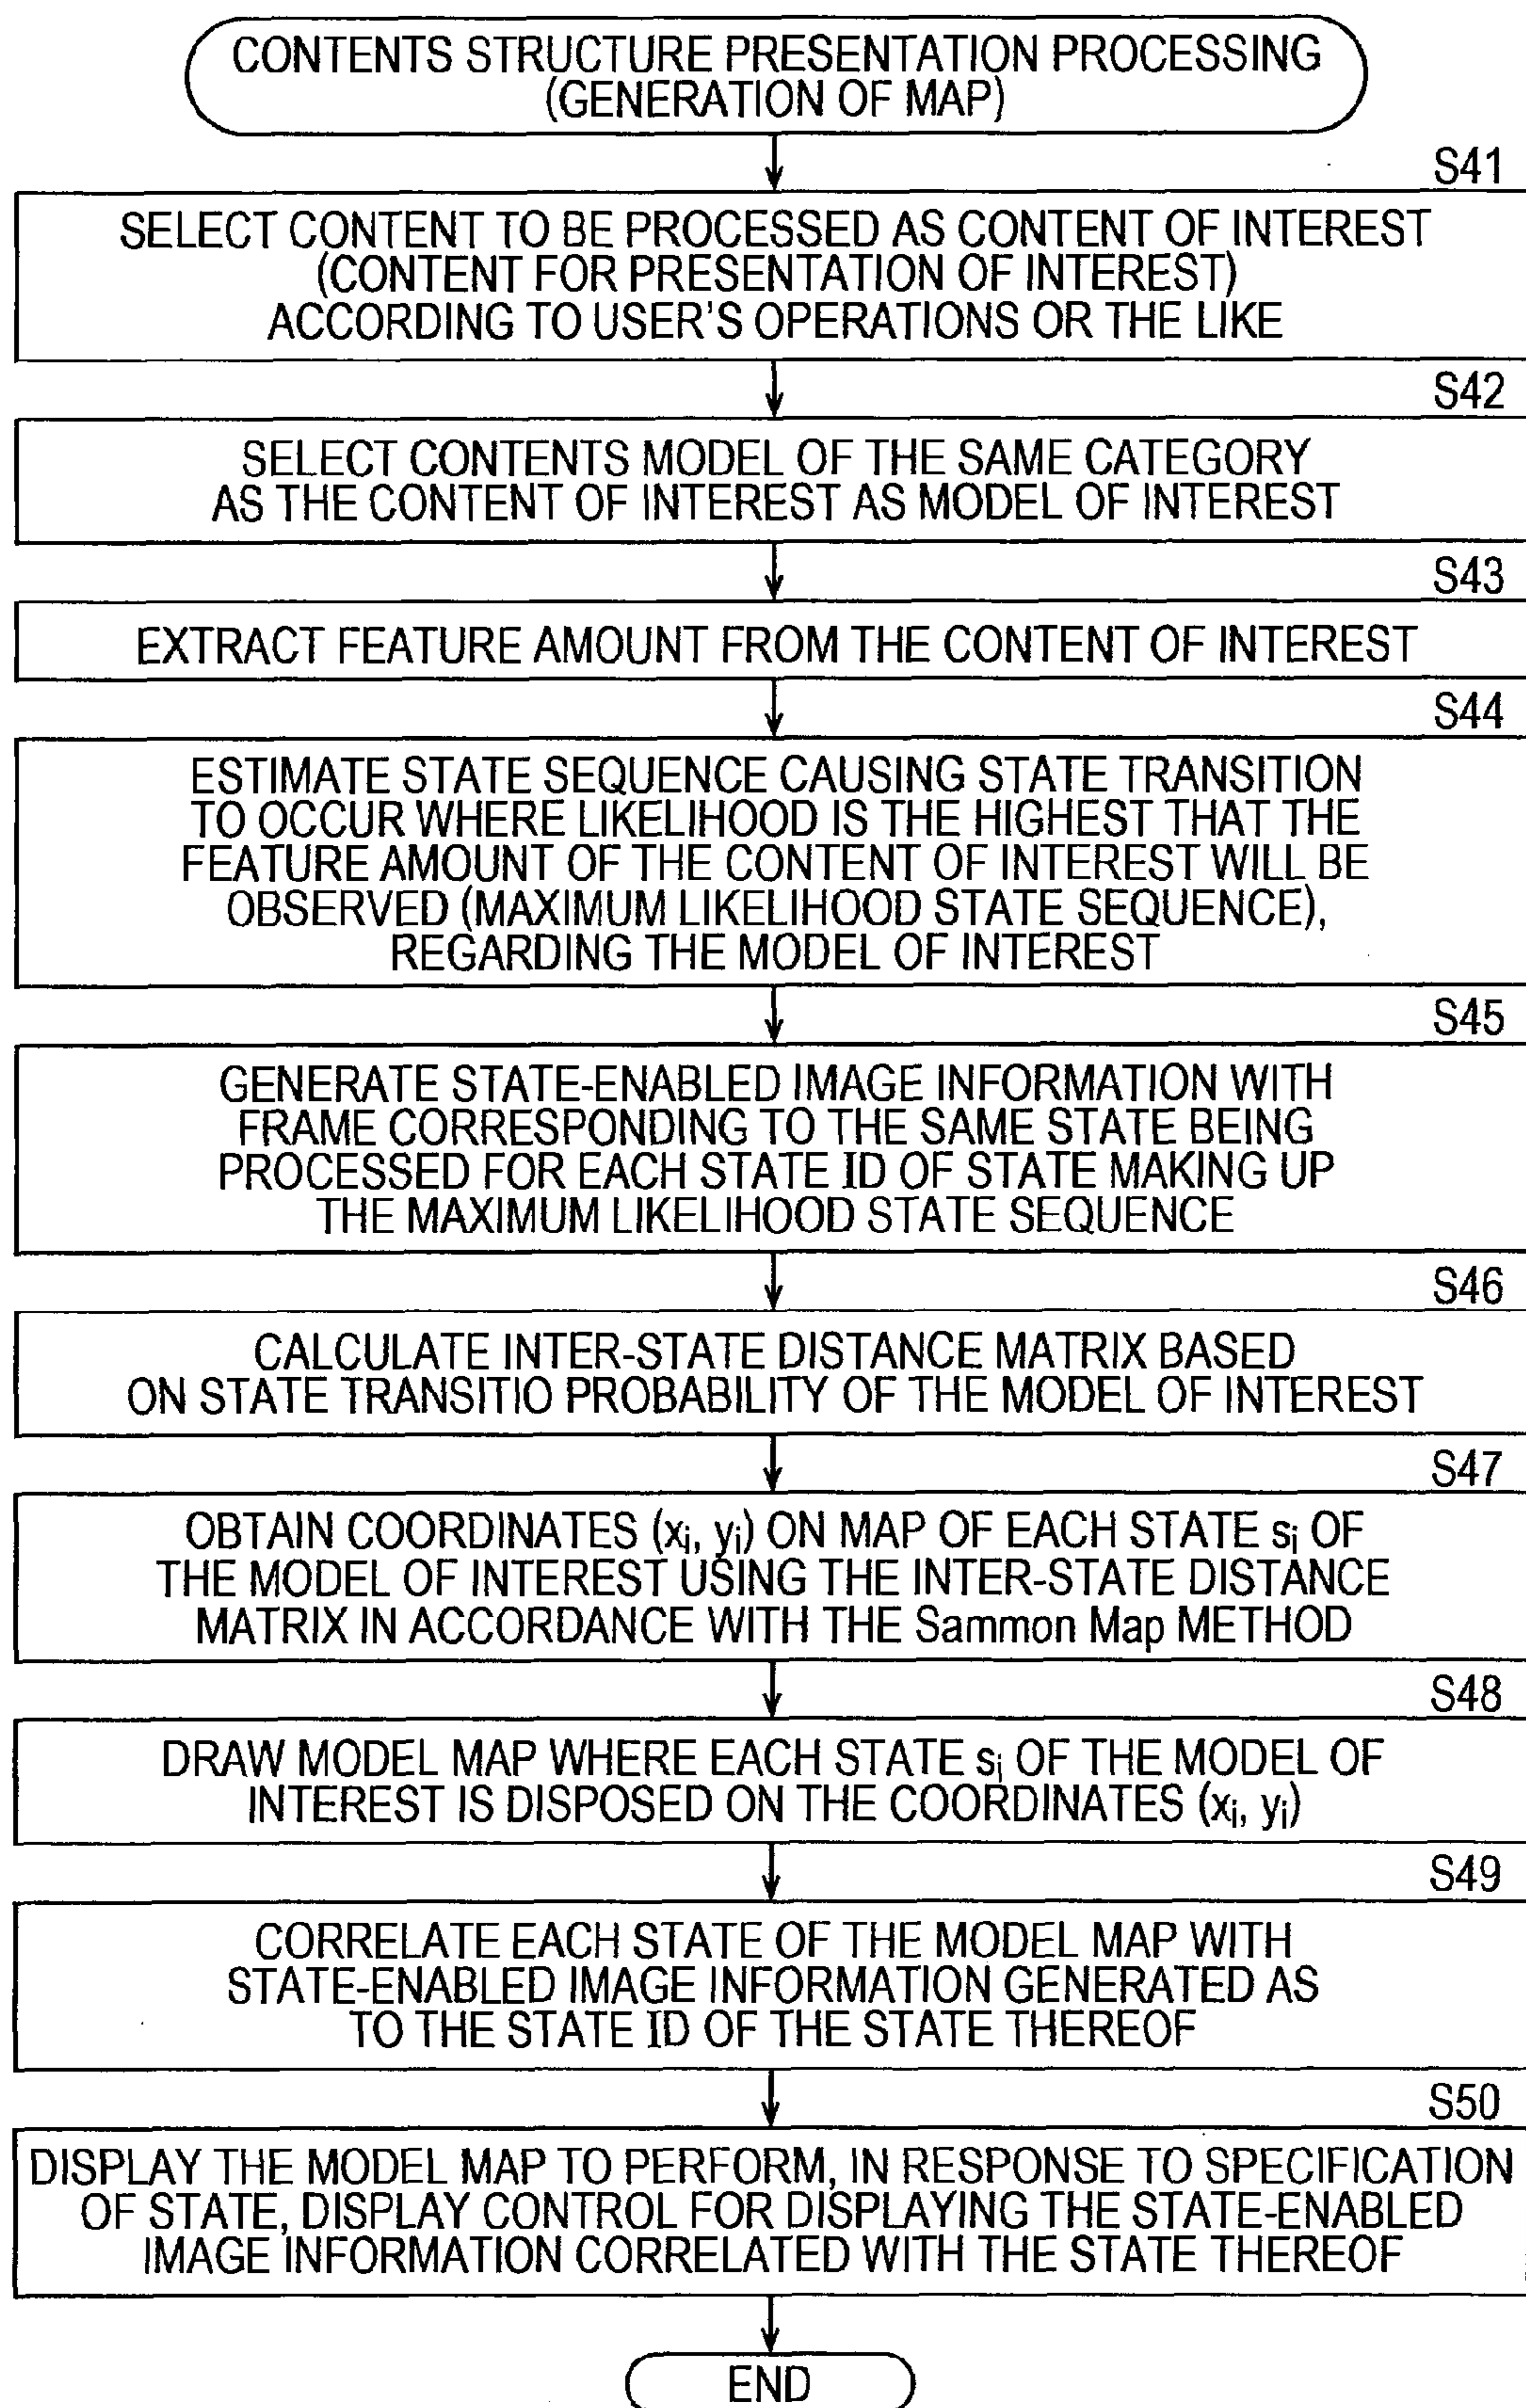 CONTENTS STRUCTURE PRESENTATION PROCESSING
(GENERATION OF MAP)
S41
SELECT CONTENT TO BE PROCESSED AS CONTENT OF INTEREST
(CONTENT FOR PRESENTATION OF INTEREST)
ACCORDING TO USER'S OPERATIONS OR THE LIKE
S42
SELECT CONTENTS MODEL OF THE SAME CATEGORY
AS THE CONTENT OF INTEREST AS MODEL OF INTEREST
S43
EXTRACT FEATURE AMOUNT FROM THE CONTENT OF INTEREST
S44
ESTIMATE STATE SEQUENCE CAUSING STATE TRANSITION
TO OCCUR WHERE LIKELIHOOD IS THE HIGHEST THAT THE
FEATURE AMOUNT OF THE CONTENT OF INTEREST WILL BE
OBSERVED (MAXIMUM LIKELIHOOD STATE SEQUENCE),
REGARDING THE MODEL OF INTEREST
S45
GENERATE STATE-ENABLED IMAGE INFORMATION WITH
FRAME CORRESPONDING TO THE SAME STATE BEING
PROCESSED FOR EACH STATE ID OF STATE MAKING UP
THE MAXIMUM LIKELIHOOD STATE SEQUENCE
S46
CALCULATE INTER-STATE DISTANCE MATRIX BASED
ON STATE TRANSITIO PROBABILITY OF THE MODEL OF INTEREST
S47
OBTAIN COORDINATES (xi, yi) ON MAP OF EACH STATE si OF
THE MODEL OF INTEREST USING THE INTER-STATE DISTANCE
MATRIX IN ACCORDANCE WITH THE Sammon Map METHOD
S48
DRAW MODEL MAP WHERE EACH STATE si OF THE MODEL OF
INTEREST IS DISPOSED ON THE COORDINATES (xi, yi)
S49
CORRELATE EACH STATE OF THE MODEL MAP WITH
STATE-ENABLED IMAGE INFORMATION GENERATED AS
TO THE STATE ID OF THE STATE THEREOF
S50
DISPLAY THE MODEL MAP TO PERFORM, IN RESPONSE TO SPECIFICATION
OF STATE, DISPLAY CONTROL FOR DISPLAYING THE STATE-ENABLED
IMAGE INFORMATION CORRELATED WITH THE STATE THEREOF
END